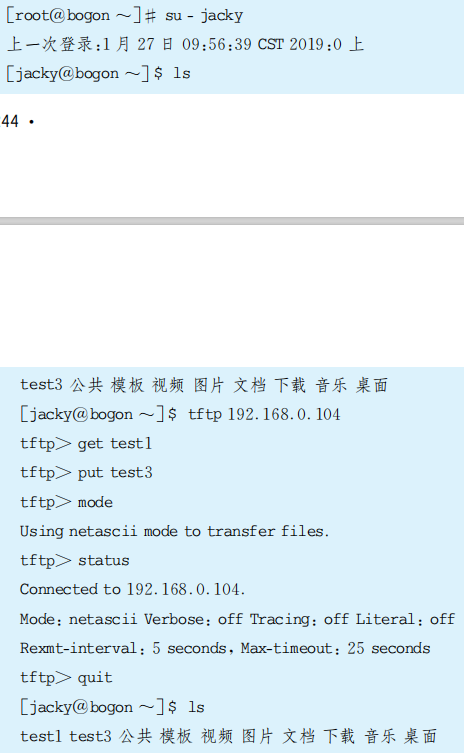 [root@bogon ~]# su - jacky
上一次登录:1 月 27 日 09:56:39 CST 2019:0 上
[jacky@bogon ~]$ ls
44 •
test3 公共 模板 视频 图片 文档 下载 音乐 桌面
[jacky@bogon ~]$ tftp 192.168.0.104
tftp> get test1
tftp> put test3
tftp> mode
Using netascii mode to transfer files.
tftp> status
Connected to 192.168.0.104.
Mode: netascii Verbose: off Tracing: off Literal: off
Rexmt-interval: 5 seconds, Max-timeout: 25 seconds
tftp> quit
[jacky@bogon ~]$ ls
test1 test3 公共 模板 视频 图片 文档 下载 音乐 桌面